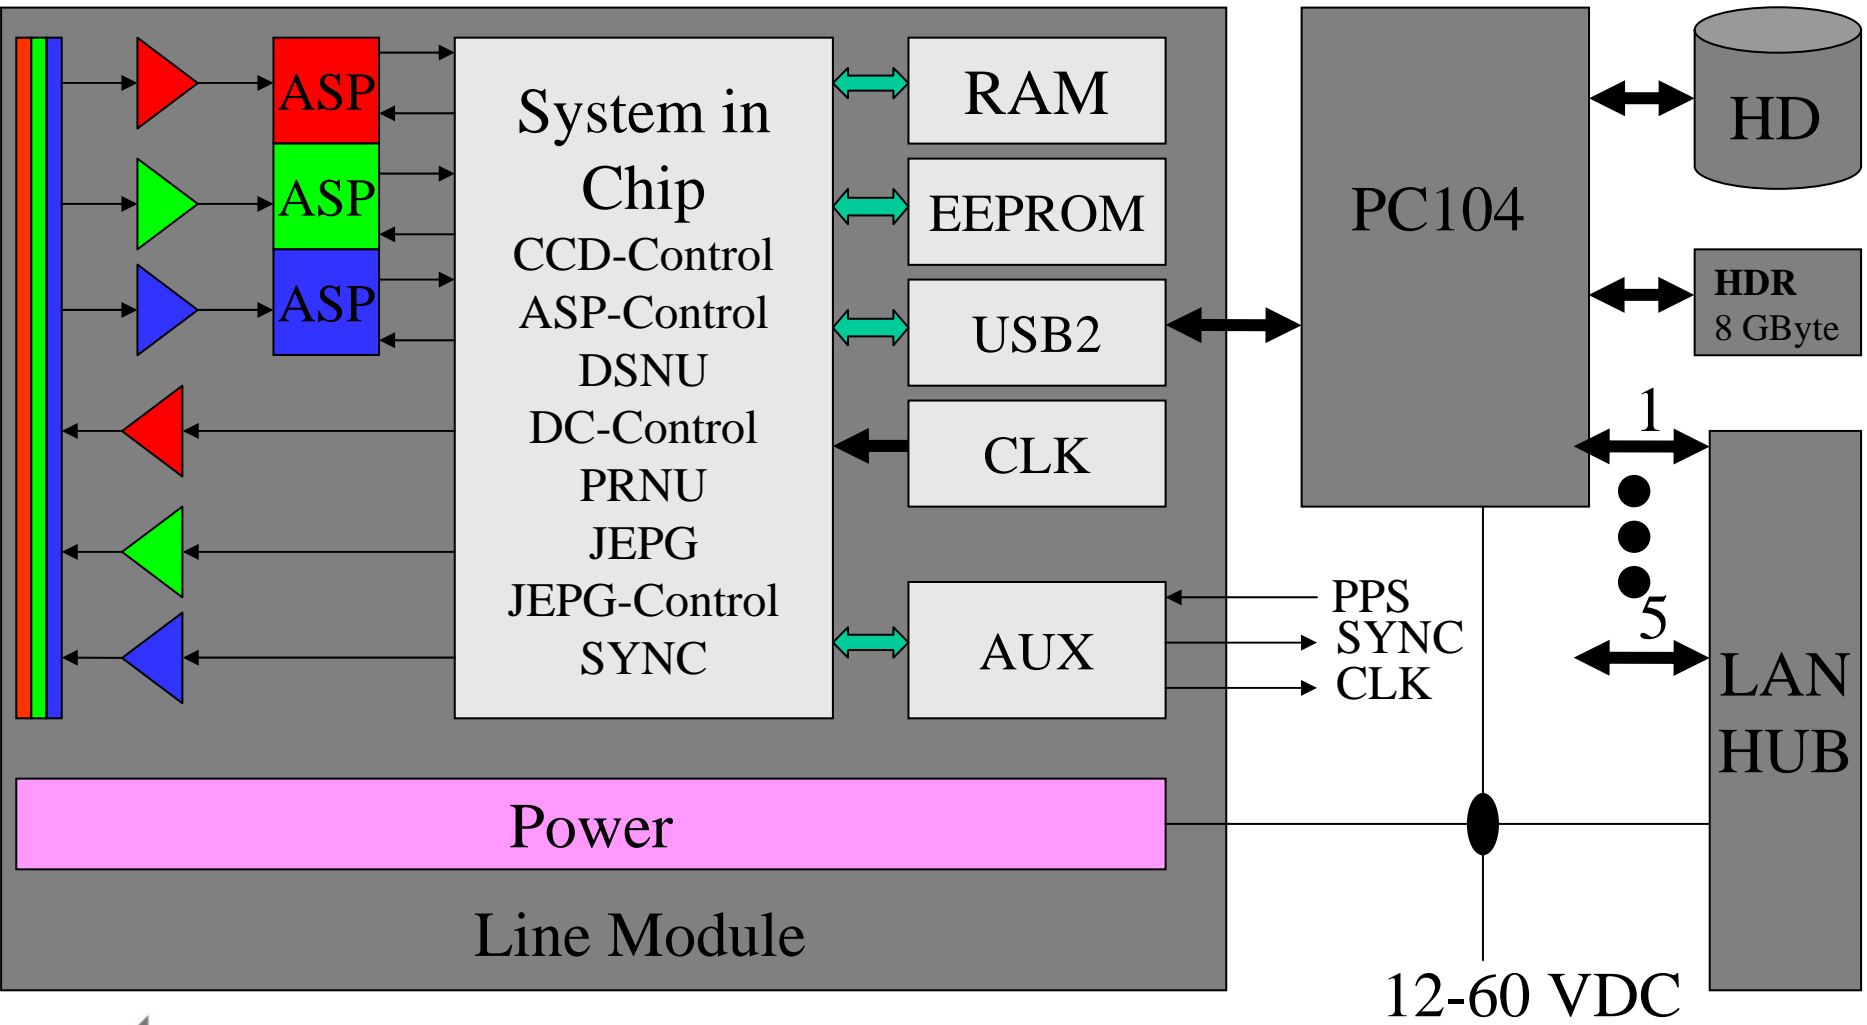 ASP
ASP
ASP
System in
Chip
CCD-Control
ASP-Control
DSNU
DC-Control
PRNU
JEPG
JEPG-Control
SYNC
RAM
EEPROM
USB2
CLK
AUX
PPS
SYNC
CLK
PC104
HD
HDR
8 GByte
1
5
LAN
HUB
Power
Line Module
12-60 VDC